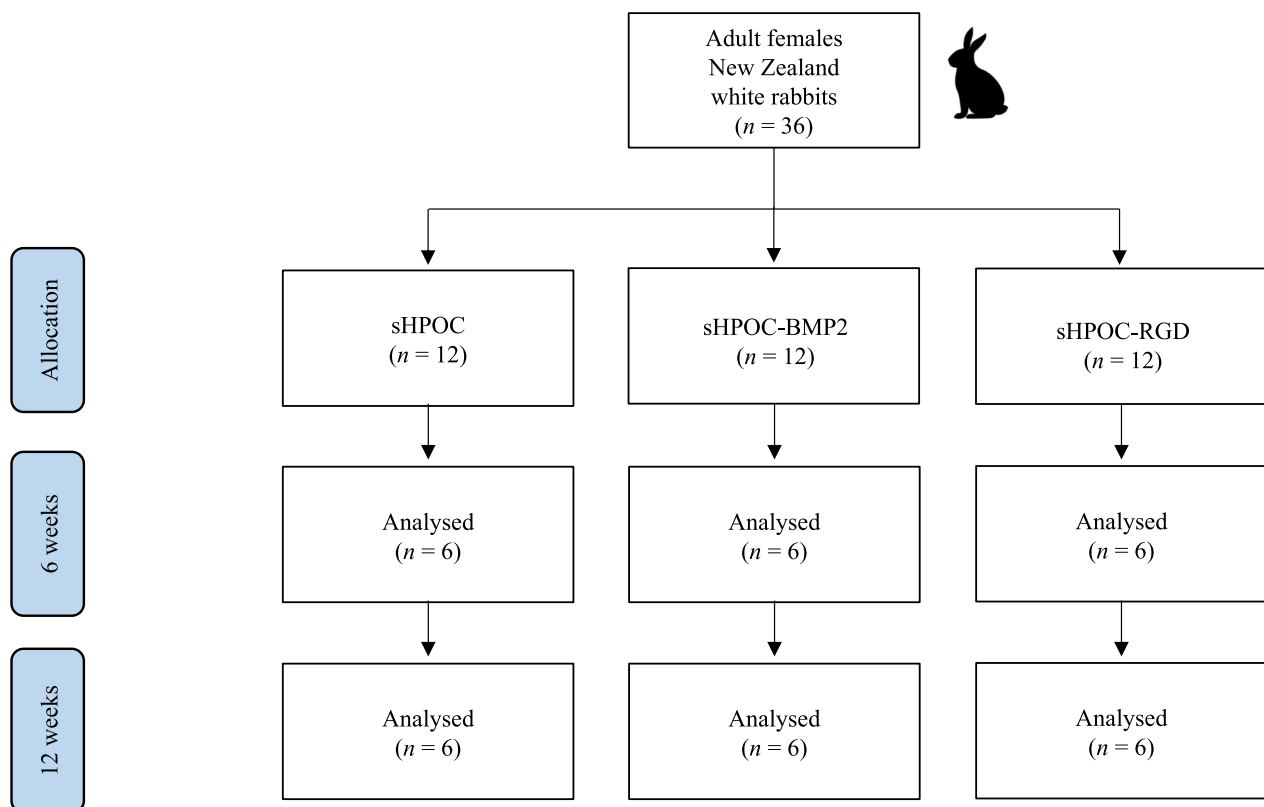 Adult females
New Zealand
white rabbits
(n = 36)
Allocation
sHPOC
(n = 12)
sHPOC-BMP2
(n = 12)
sHPOC-RGD
(n = 12)
6 weeks
Analysed
(n = 6)
Analysed
(n = 6)
Analysed
(n = 6)
12 weeks
Analysed
(n = 6)
Analysed
(n = 6)
Analysed
(n = 6)